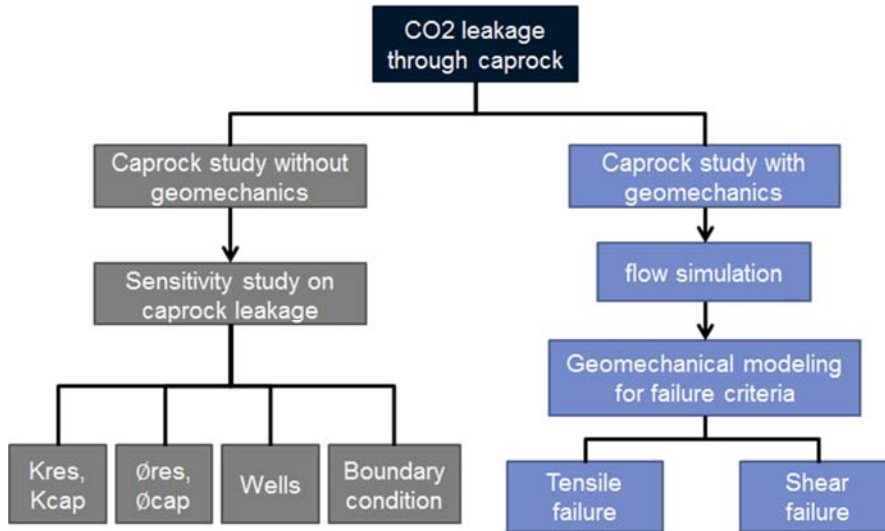 CO2 leakage
through caprock
Caprock study without
geomechanics
Caprock study with
geomechanics
Sensitivity study on
caprock leakage
flow simulation
Geomechanical modeling
for failure criteria
Kres,
Kcap
Øres,
Øcap
Wells
Boundary
condition
Tensile
failure
Shear
failure